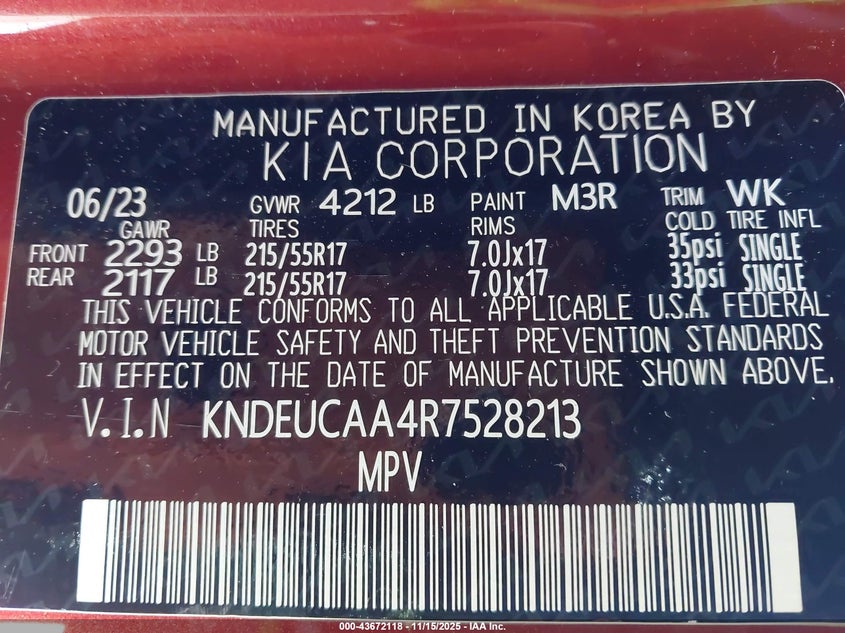 MANUFACTURED IN KOREA BY
KIA CORPORATION
06/23 GVWR 4212 LB PAINT M3R TRIM WK
GAWR TIRES RIMS COLD TIRE INFL
FRONT 2293 LB 215/55R17 7.0Jx17 35psi SINGLE
REAR 2117 LB 215/55R17 7.0Jx17 33psi SINGLE
THIS VEHICLE CONFORMS TO ALL APPLICABLE U.S.A. FEDERAL
MOTOR VEHICLE SAFETY AND THEFT PREVENTION STANDARDS
IN EFFECT ON THE DATE OF MANUFACTURE SHOWN ABOVE.
V.I.N KNDEUCAA4R7528213
MPV
000-43672118 - 11/15/2025 - IAA Inc.